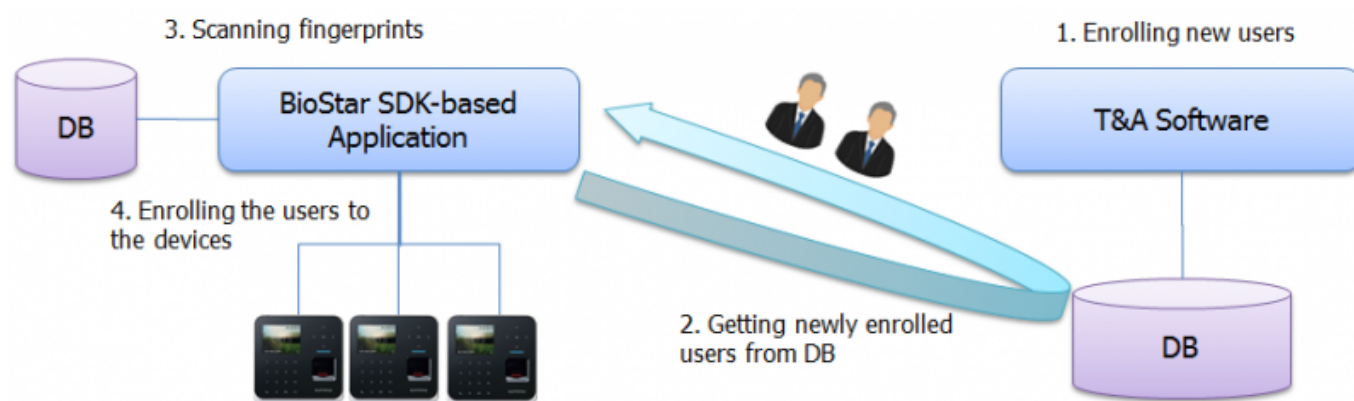 3. Scanning fingerprints
1. Enrolling new users
DB
BioStar SDK-based
Application
T&A Software
4. Enrolling the users to
the devices
2. Getting newly enrolled
users from DB
DB